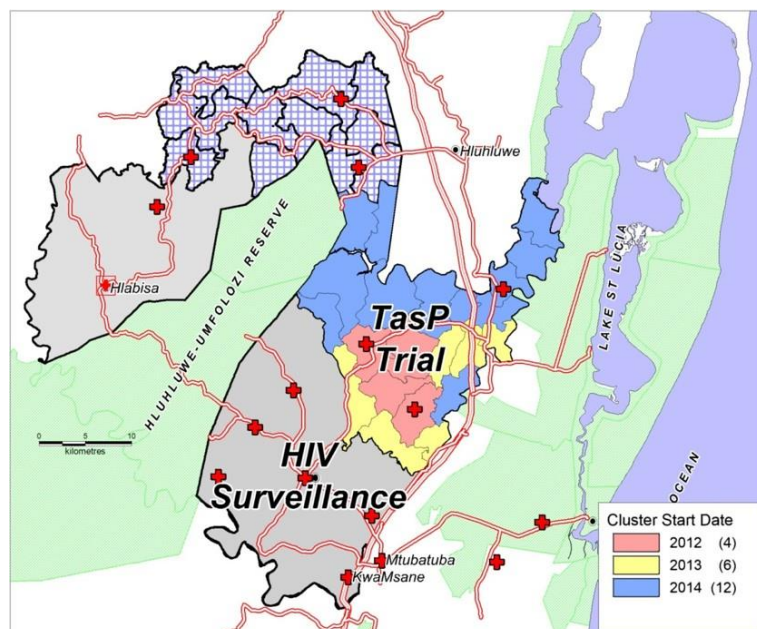 Hluhluwe
HLUHLUWE-UMFOLOZI RESERVE
LAKE ST LUCIA
Hlabisa
TasP
Trial
0 5 10
kilometres
HIV
Surveillance
OCEAN
Mtubatuba
KwaMsane
Cluster Start Date
2012 (4)
2013 (6)
2014 (12)